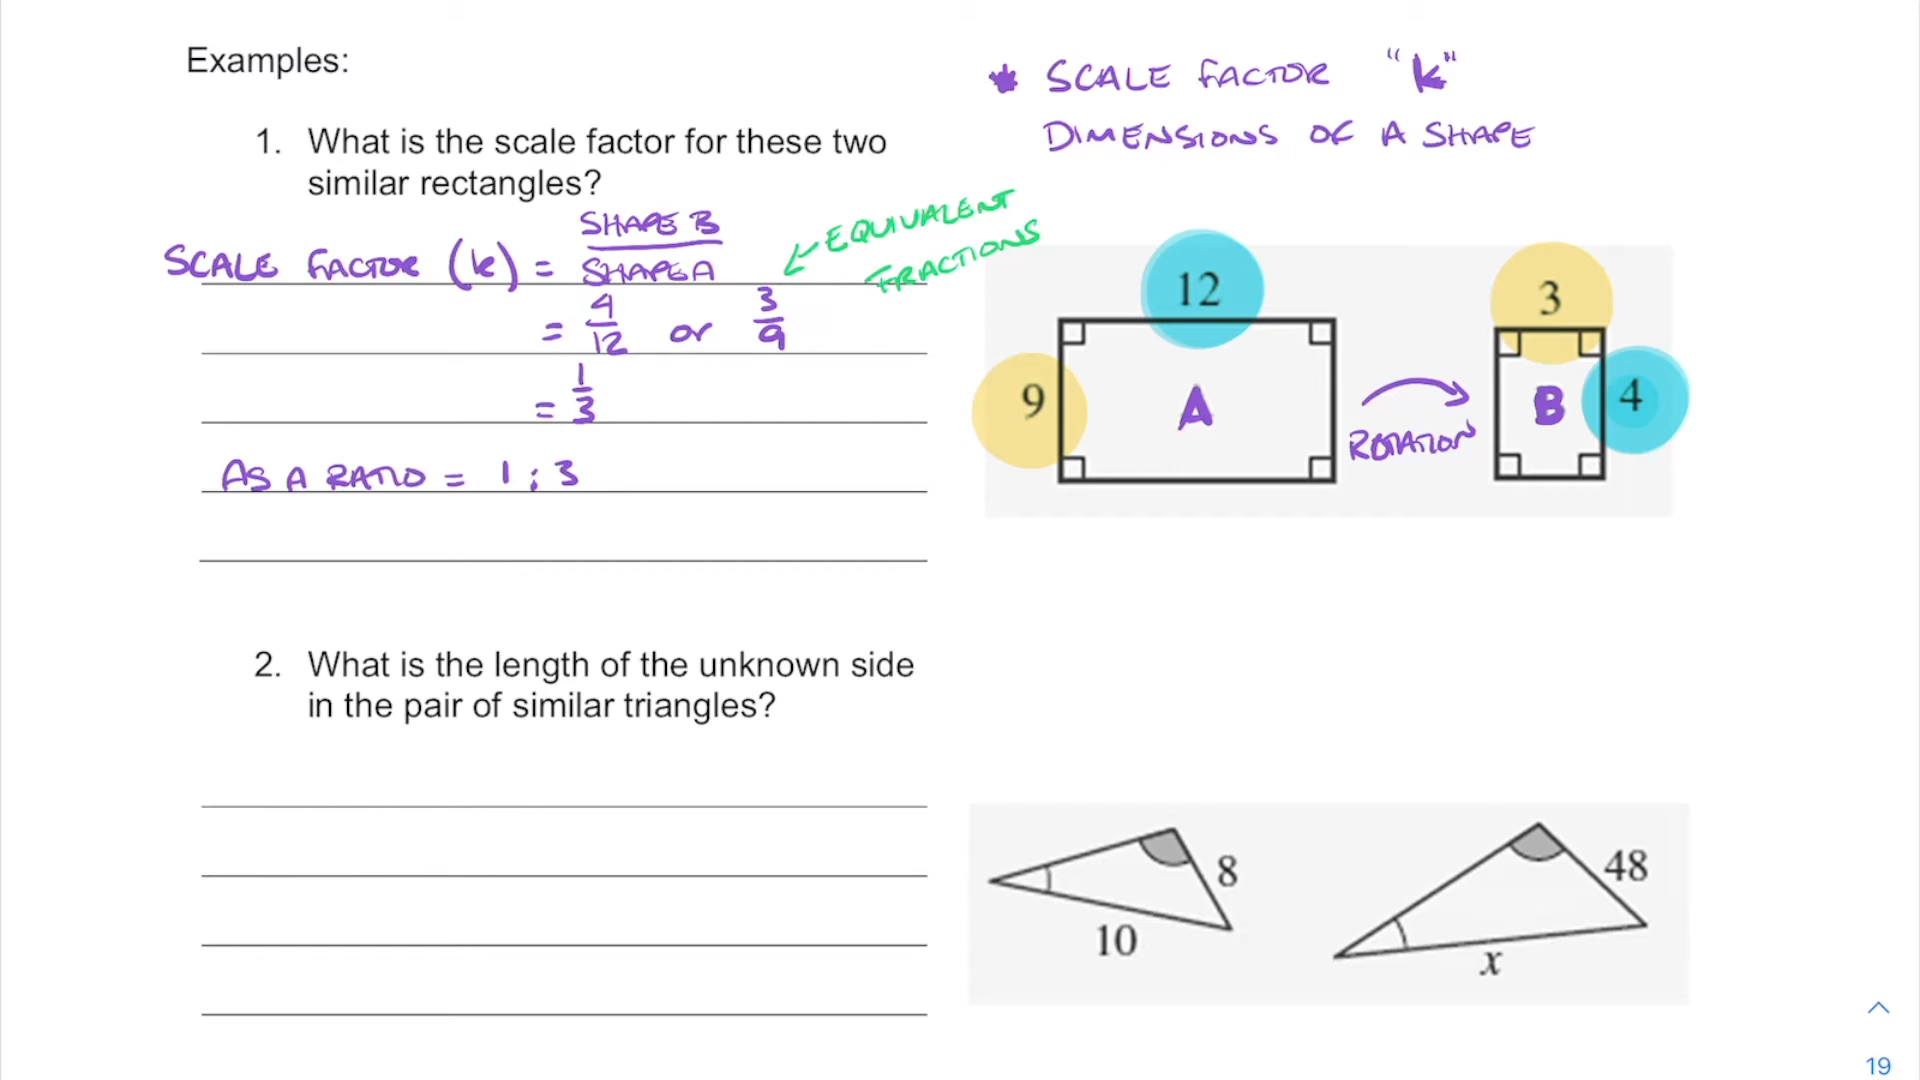 Examples:
* SCALE FACTOR "k"
DIMENSIONS OF A SHAPE
1. What is the scale factor for these two
similar rectangles?
SCALE FACTOR (k) = SHAPE B / SHAPE A
EQUIVALENT
FRACTIONS
= 4/12 or 3/9
= 1/3
AS A RATIO = 1 : 3
12
9
A
ROTATION
3
B
4
2. What is the length of the unknown side
in the pair of similar triangles?
8
10
48
x
19